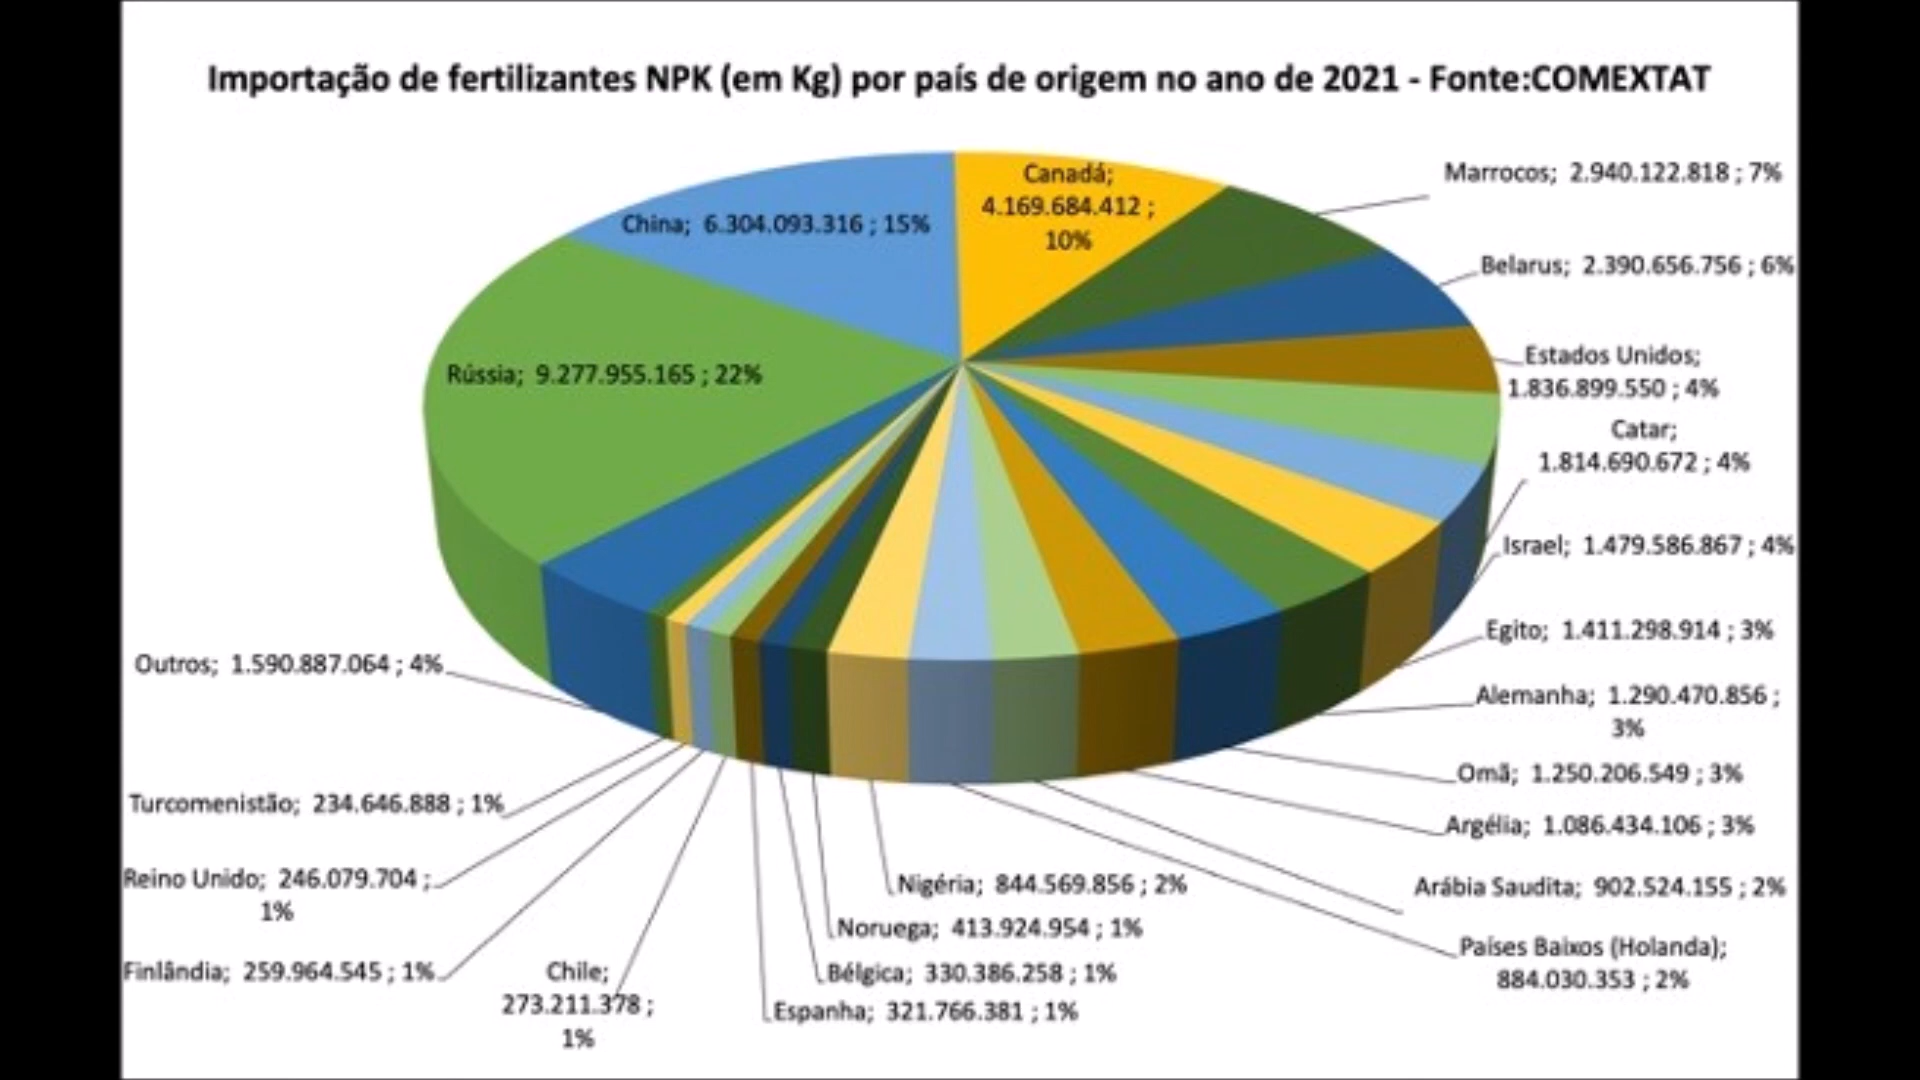 Importação de fertilizantes NPK (em Kg) por país de origem no ano de 2021 - Fonte:COMEXTAT
Canadá;
4.169.684.412 ;
10%
Marrocos; 2.940.122.818 ; 7%
China; 6.304.093.316 ; 15%
Belarus; 2.390.656.756 ; 6%
Estados Unidos;
1.836.899.550 ; 4%
Rússia; 9.277.955.165 ; 22%
Catar;
1.814.690.672 ; 4%
Israel; 1.479.586.867 ; 4%
Egito; 1.411.298.914 ; 3%
Outros; 1.590.887.064 ; 4%
Alemanha; 1.290.470.856 ;
3%
Omã; 1.250.206.549 ; 3%
Turcomenistão; 234.646.888 ; 1%
Argélia; 1.086.434.106 ; 3%
Reino Unido; 246.079.704 ;
1%
Nigéria; 844.569.856 ; 2%
Arábia Saudita; 902.524.155 ; 2%
Noruega; 413.924.954 ; 1%
Países Baixos (Holanda);
884.030.353 ; 2%
Finlândia; 259.964.545 ; 1%
Chile;
273.211.378 ;
1%
Bélgica; 330.386.258 ; 1%
Espanha; 321.766.381 ; 1%